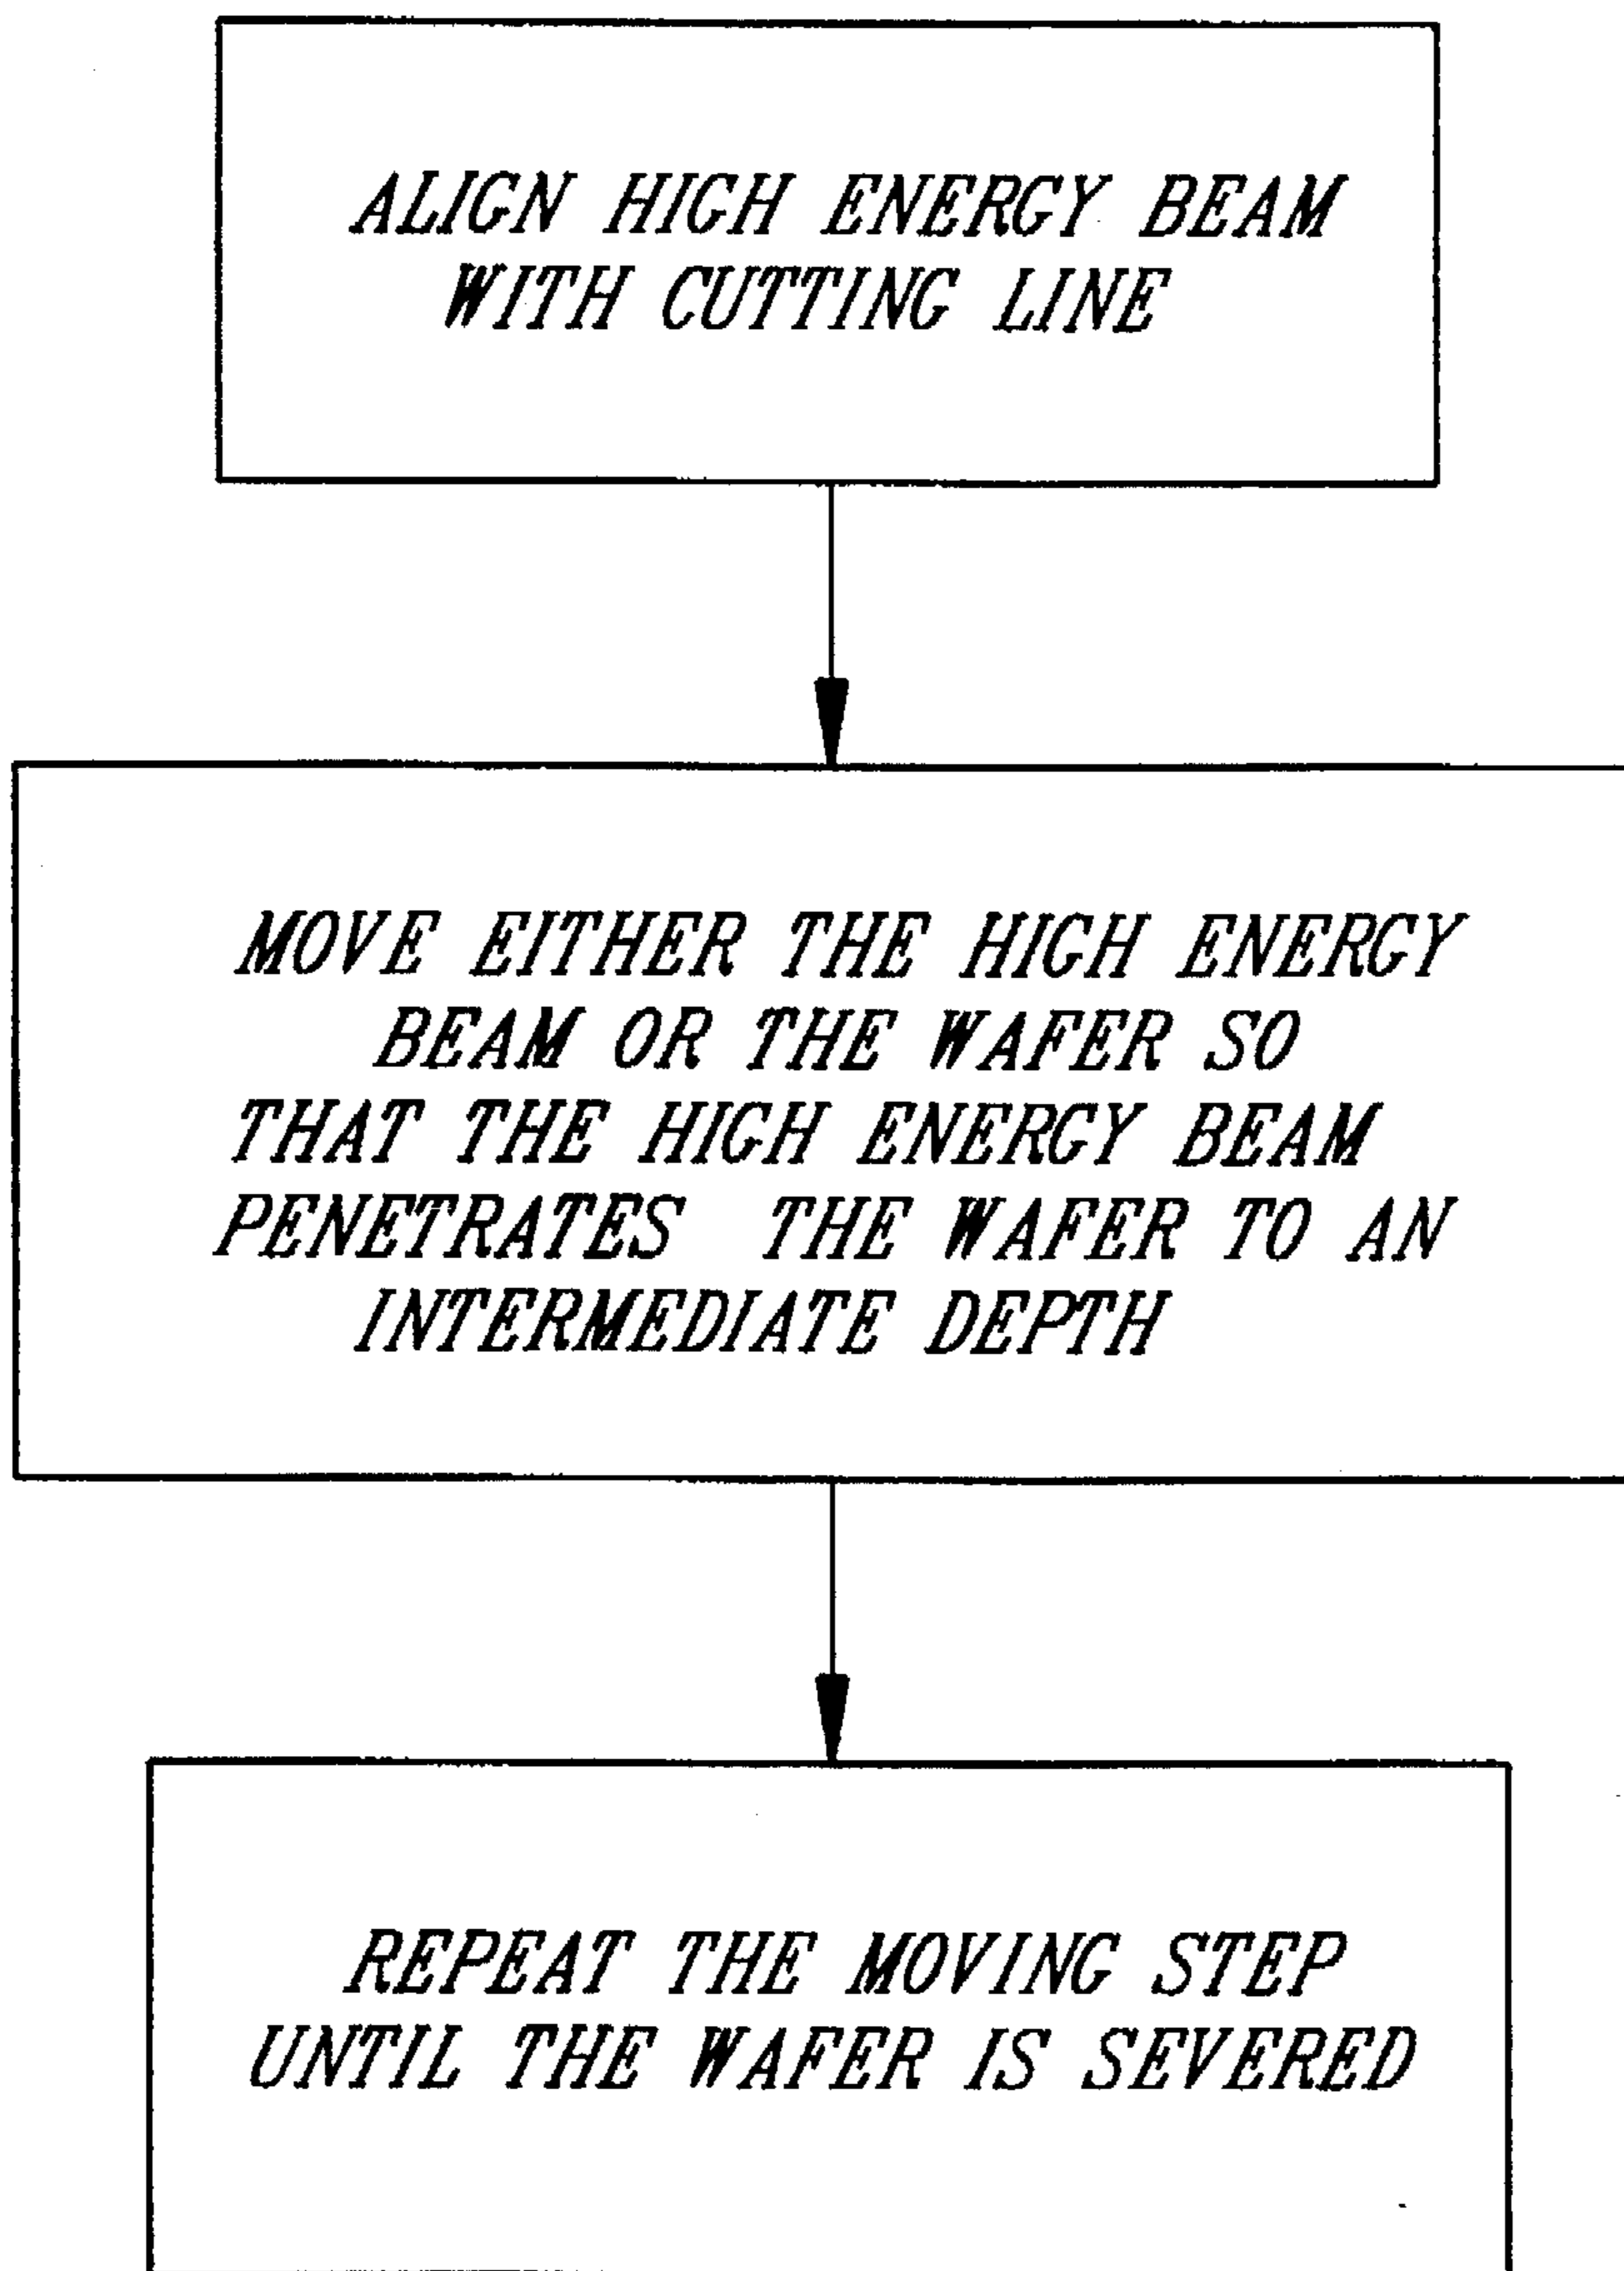 ALIGN HIGH ENERGY BEAM
WITH CUTTING LINE
MOVE EITHER THE HIGH ENERGY
BEAM OR THE WAFER SO
THAT THE HIGH ENERGY BEAM
PENETRATES THE WAFER TO AN
INTERMEDIATE DEPTH
REPEAT THE MOVING STEP
UNTIL THE WAFER IS SEVERED